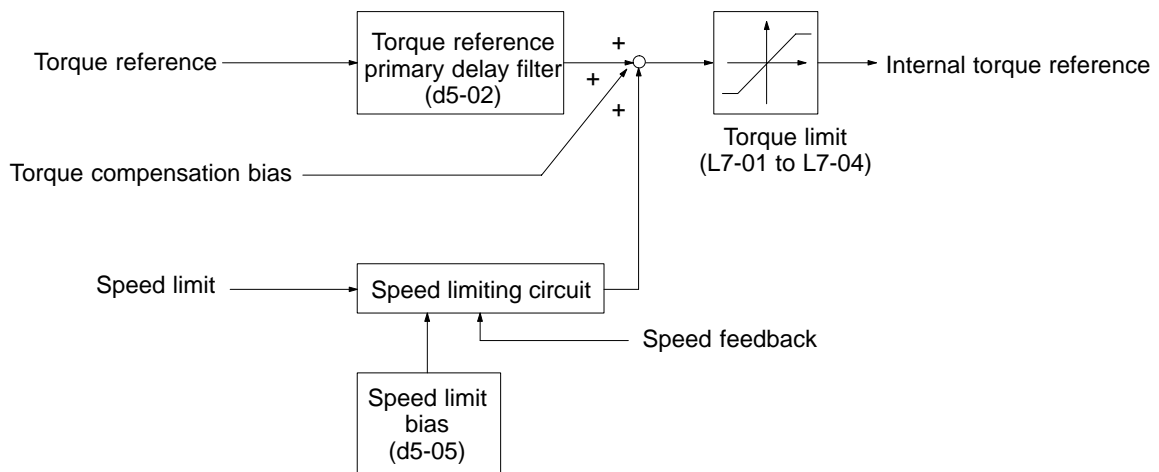 Torque reference
Torque reference
primary delay filter
(d5-02)
+
+
+
Internal torque reference
Torque limit
(L7-01 to L7-04)
Torque compensation bias
Speed limit
Speed limiting circuit
Speed feedback
Speed limit
bias
(d5-05)